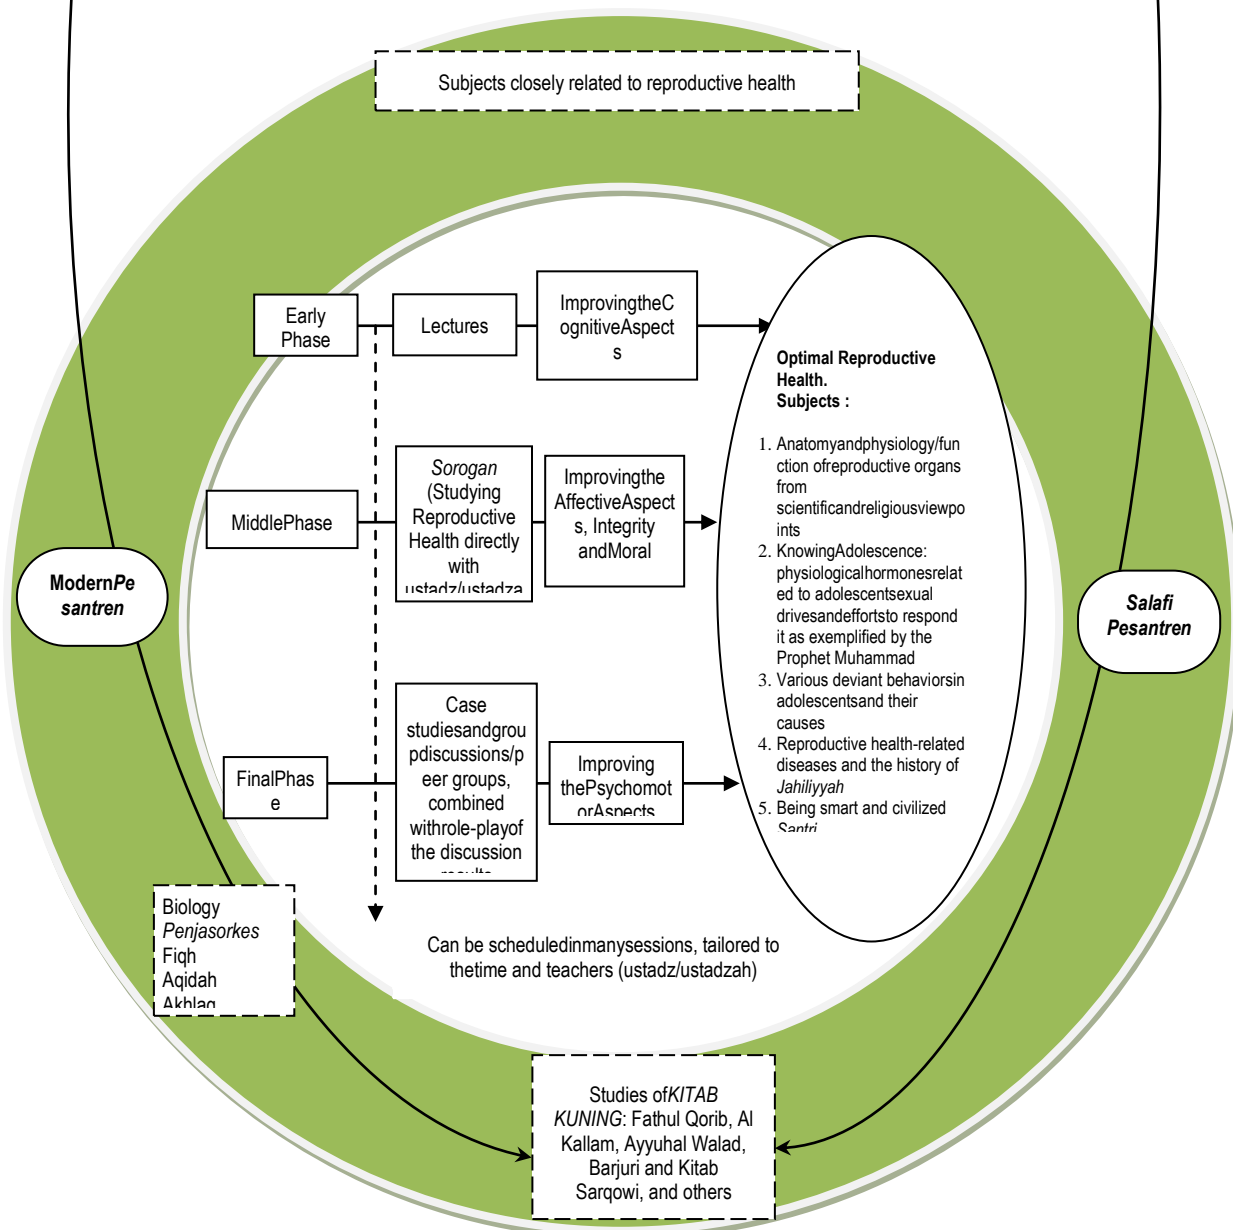 Subjects closely related to reproductive health
Early
Phase
Lectures
ImprovingtheC
ognitiveAspect
s
MiddlePhase
Sorogan
(Studying
Reproductive
Health directly
with
ustadz/ustadza
Improvingthe
AffectiveAspect
s, Integrity
andMoral
FinalPhas
e
Case
studiesandgrou
pdiscussions/p
eer groups,
combined
withrole-playof
the discussion
results
Improving
thePsychomot
orAspects
Optimal Reproductive
Health.
Subjects :
1. Anatomyandphysiology/fun
ction ofreproductive organs
from
scientificandreligiousviewpo
ints
2. KnowingAdolescence:
physiologicalhormonesrelat
ed to adolescentsexual
drivesandeffortsto respond
it as exemplified by the
Prophet Muhammad
3. Various deviant behaviorsin
adolescentsand their
causes
4. Reproductive health-related
diseases and the history of
Jahiliyyah
5. Being smart and civilized
Santri
ModernPe
santren
Salafi
Pesantren
Biology
Penjasorkes
Fiqh
Aqidah
Akhlaq
Can be scheduledinmanysessions, tailored to
thetime and teachers (ustadz/ustadzah)
Studies ofKITAB
KUNING: Fathul Qorib, Al
Kallam, Ayyuhal Walad,
Barjuri and Kitab
Sarqowi, and others